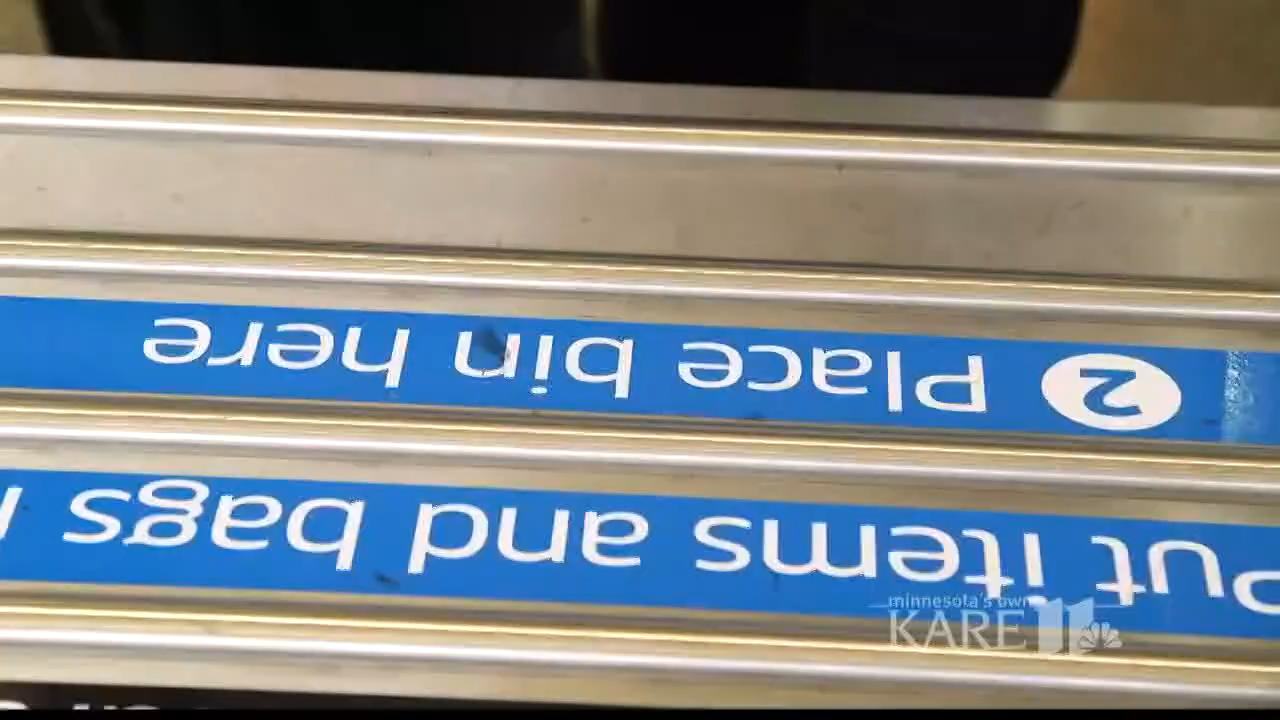 2 Place bin here
Put items and bags
minnesota's own
KARE 11